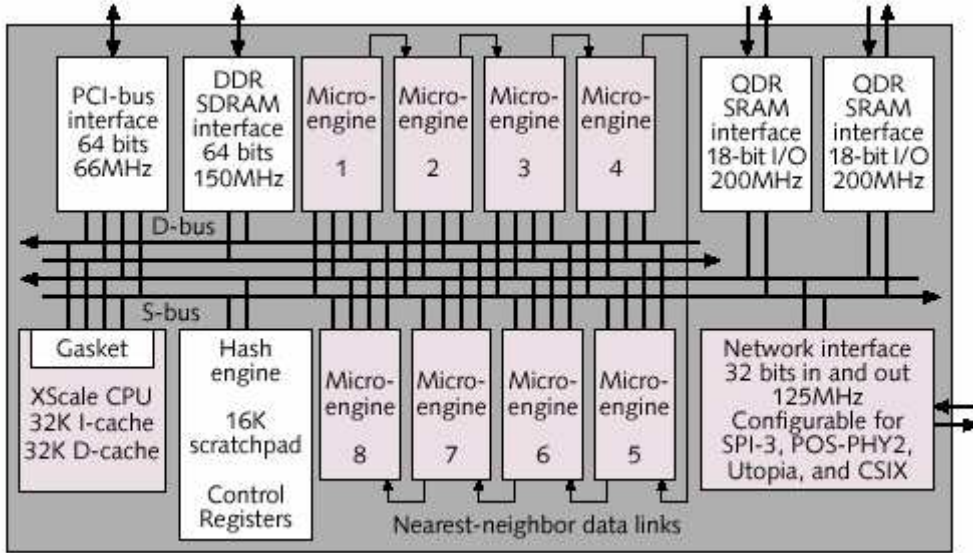 PCI-bus
interface
64 bits
66MHz
DDR
SDRAM
interface
64 bits
150MHz
Micro-
engine
1
Micro-
engine
2
Micro-
engine
3
Micro-
engine
4
QDR
SRAM
interface
18-bit I/O
200MHz
QDR
SRAM
interface
18-bit I/O
200MHz
D-bus
S-bus
Gasket
XScale CPU
32K I-cache
32K D-cache
Hash
engine
16K
scratchpad
Control
Registers
Micro-
engine
8
Micro-
engine
7
Micro-
engine
6
Micro-
engine
5
Network interface
32 bits in and out
125MHz
Configurable for
SPI-3, POS-PHY2,
Utopia, and CSIX
Nearest-neighbor data links